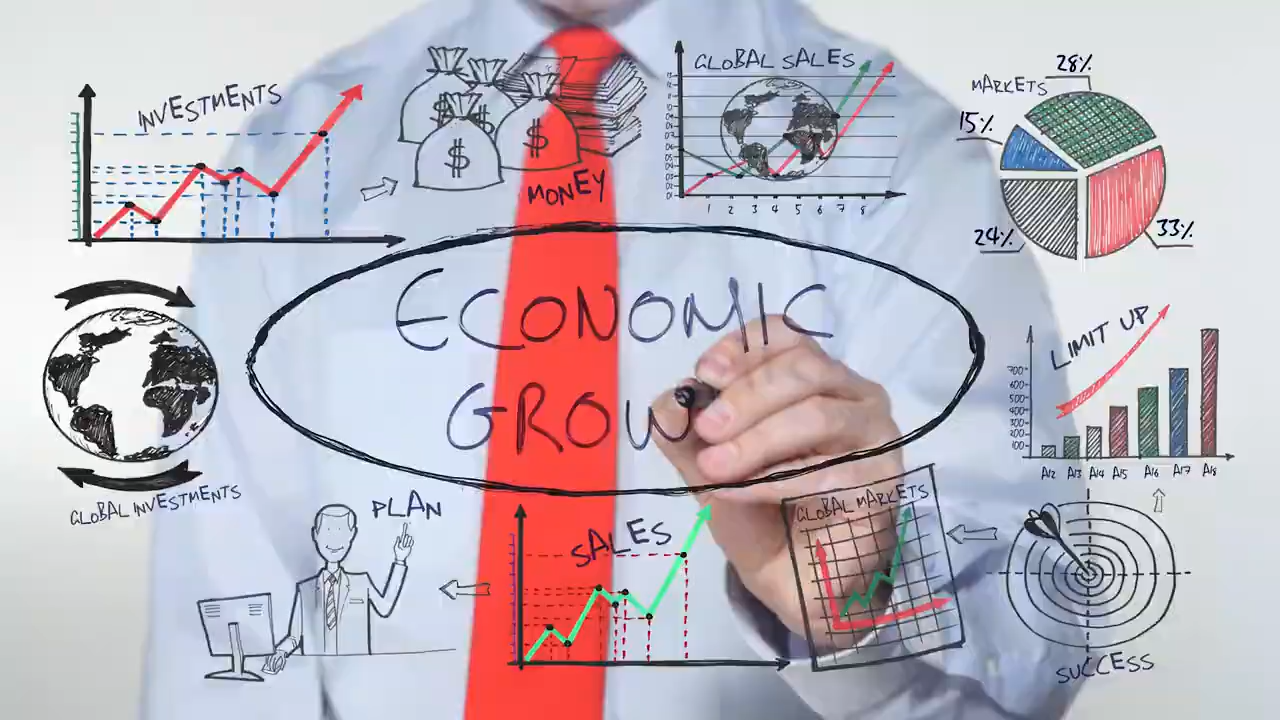 INVESTMENTS
MONEY
GLOBAL SALES
1 2 3 4 5 6 7 8
MARKETS
28%
15%
24%
33%
ECONOMIC
GROW
LIMIT UP
700
600
500
400
300
200
100
A12 A13 A14 A15 A16 A17 A18
GLOBAL INVESTMENTS
PLAN
SALES
GLOBAL MARKETS
SUCCESS